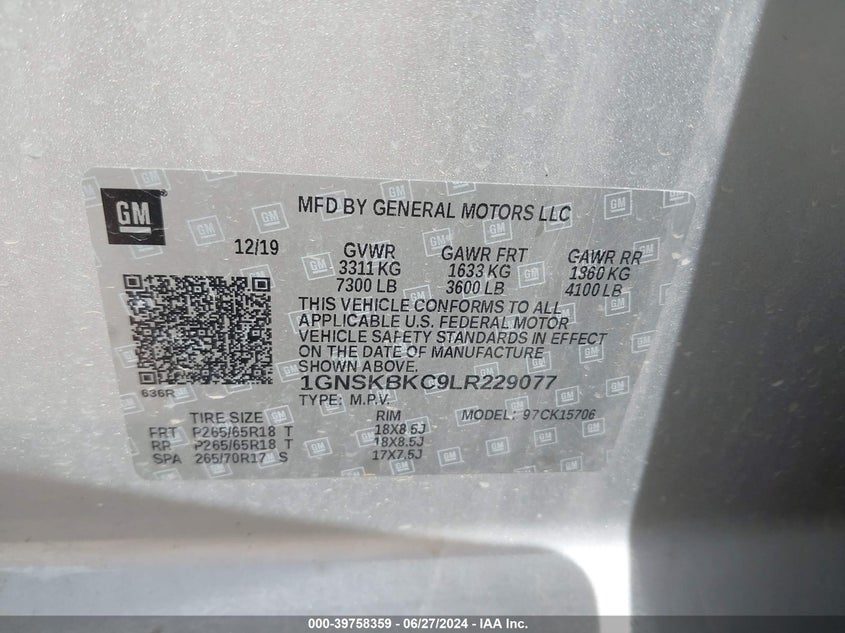 GM
MFD BY GENERAL MOTORS LLC
12/19 GVWR GAWR FRT GAWR RR
3311 KG 1633 KG 1360 KG
7300 LB 3600 LB 4100 LB
THIS VEHICLE CONFORMS TO ALL
APPLICABLE U.S. FEDERAL MOTOR
VEHICLE SAFETY STANDARDS IN EFFECT
ON THE DATE OF MANUFACTURE
SHOWN ABOVE.
1GNSKBKC9LR229077
636R TYPE: M.P.V.
TIRE SIZE RIM MODEL: 97CK15706
FRT P265/65R18 T 18X8.5J
RR P265/65R18 T 18X8.5J
SPA 265/70R17 S 17X7.5J
000-39758359 | 06/27/2024 - IAA Inc.